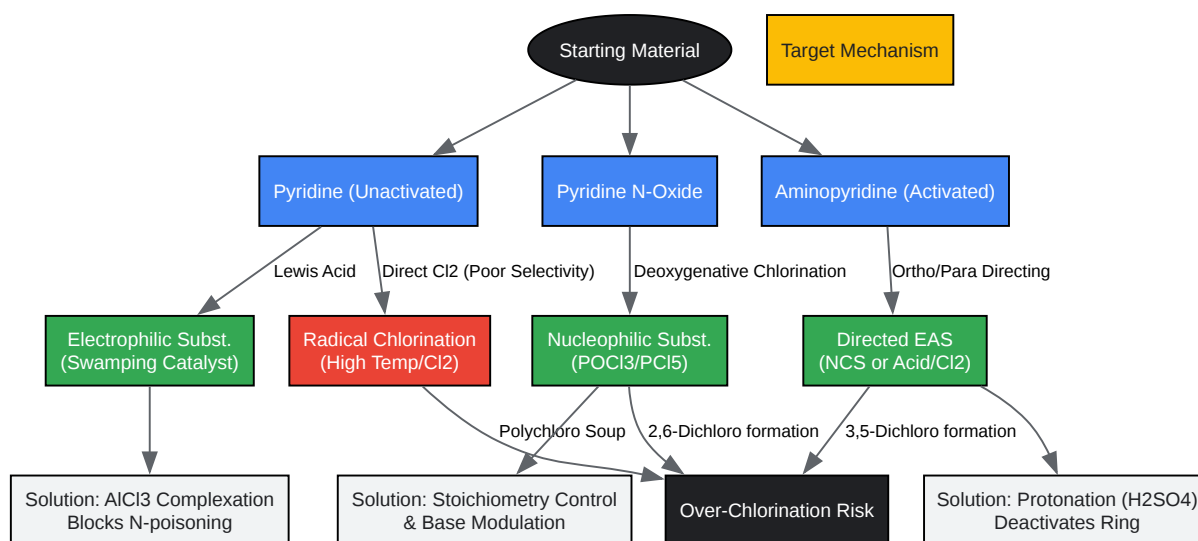 Starting Material
Target Mechanism
Pyridine (Unactivated)
Pyridine N-Oxide
Aminopyridine (Activated)
Lewis Acid
Direct Cl2 (Poor Selectivity)
Deoxygenative Chlorination
Ortho/Para Directing
Electrophilic Subst.
(Swamping Catalyst)
Radical Chlorination
(High Temp/Cl2)
Nucleophilic Subst.
(POCl3/PCl5)
Directed EAS
(NCS or Acid/Cl2)
Polychloro Soup
2,6-Dichloro formation
3,5-Dichloro formation
Solution: AlCl3 Complexation
Blocks N-poisoning
Solution: Stoichiometry Control
& Base Modulation
Over-Chlorination Risk
Solution: Protonation (H2SO4)
Deactivates Ring